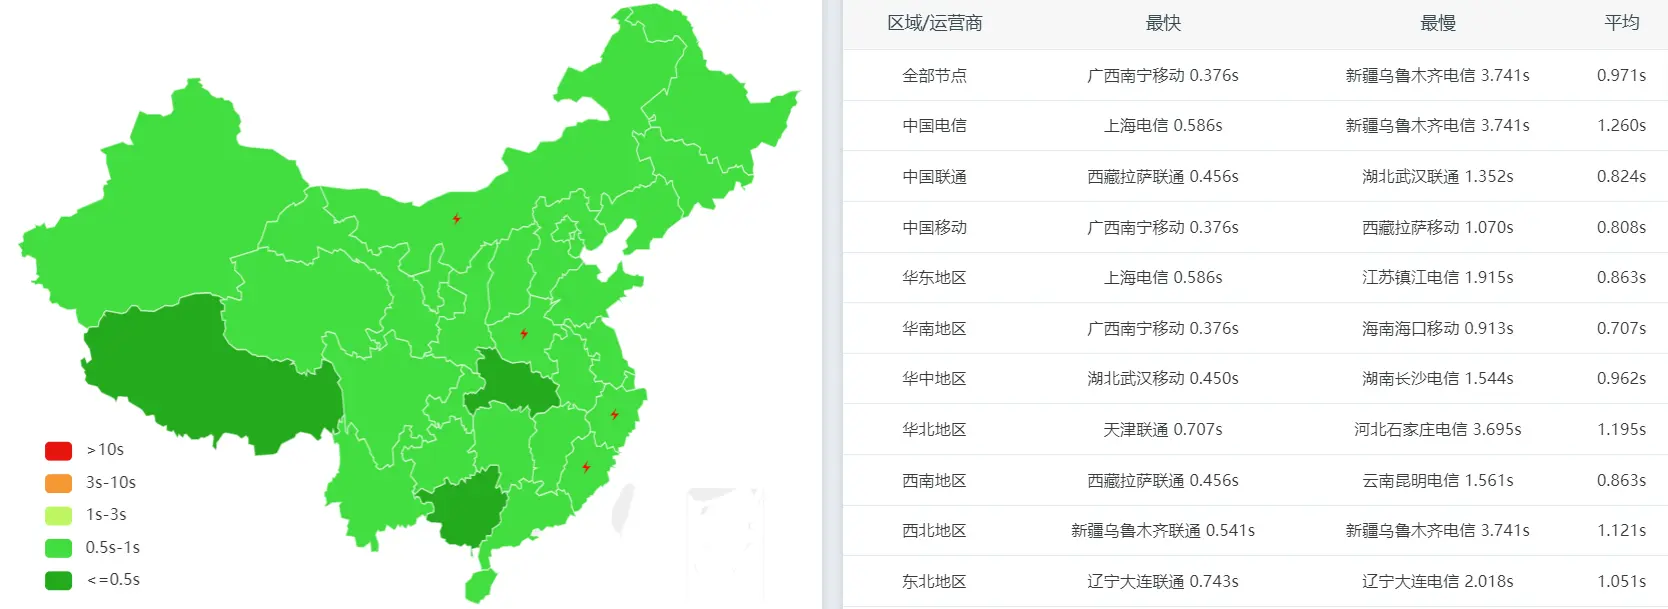 >10s
3s-10s
1s-3s
0.5s-1s
<=0.5s
区域/运营商 最快 最慢 平均
全部节点 广西南宁移动 0.376s 新疆乌鲁木齐电信 3.741s 0.971s
中国电信 上海电信 0.586s 新疆乌鲁木齐电信 3.741s 1.260s
中国联通 西藏拉萨联通 0.456s 湖北武汉联通 1.352s 0.824s
中国移动 广西南宁移动 0.376s 西藏拉萨移动 1.070s 0.808s
华东地区 上海电信 0.586s 江苏镇江电信 1.915s 0.863s
华南地区 广西南宁移动 0.376s 海南海口移动 0.913s 0.707s
华中地区 湖北武汉移动 0.450s 湖南长沙电信 1.544s 0.962s
华北地区 天津联通 0.707s 河北石家庄电信 3.695s 1.195s
西南地区 西藏拉萨联通 0.456s 云南昆明电信 1.561s 0.863s
西北地区 新疆乌鲁木齐联通 0.541s 新疆乌鲁木齐电信 3.741s 1.121s
东北地区 辽宁大连联通 0.743s 辽宁大连电信 2.018s 1.051s